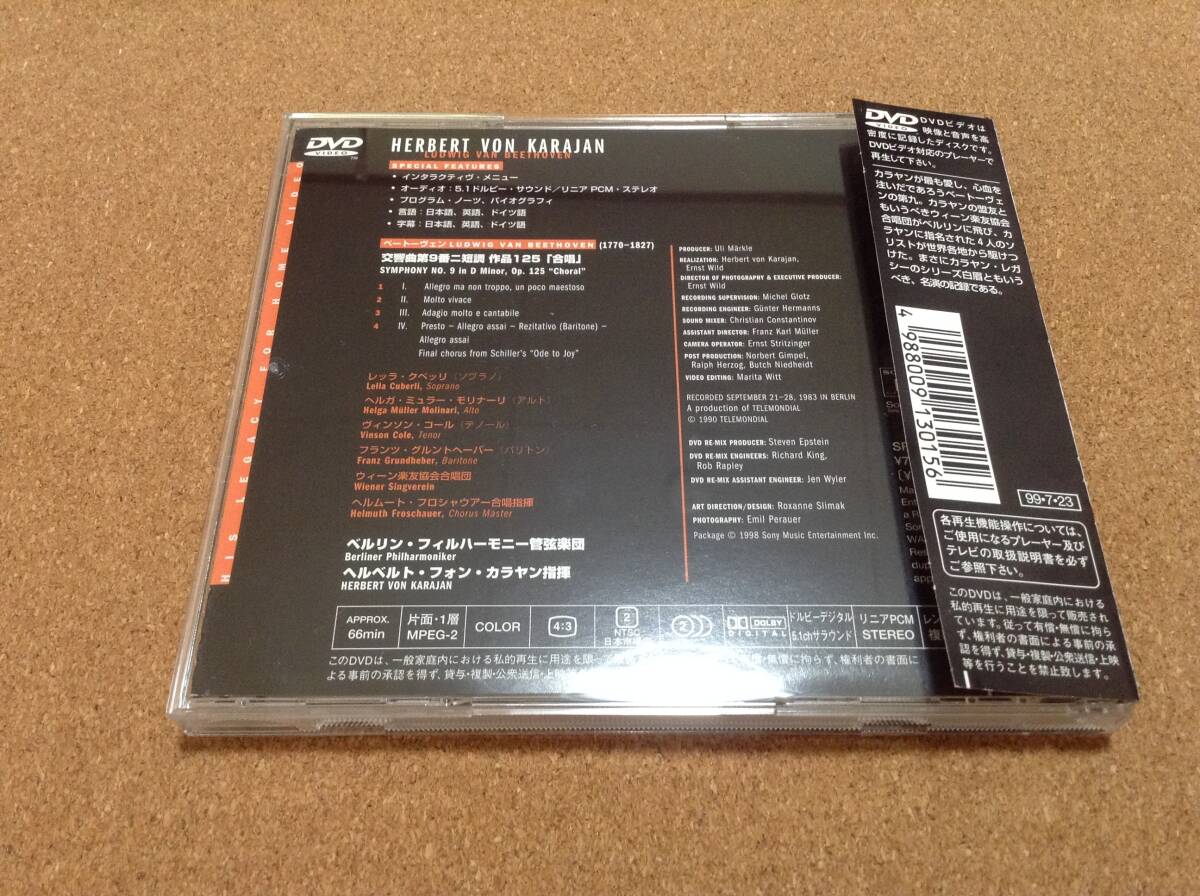 DVD
VIDEO
TM
HERBERT VON KARAJAN
LUDWIG VAN BEETHOVEN
SPECIAL FEATURES
• インタラクティヴ・メニュー
• オーディオ：5.1ドルビー・サウンド／リニア PCM・ステレオ
• プログラム・ノーツ、バイオグラフィ
• 言語：日本語、英語、ドイツ語
• 字幕：日本語、英語、ドイツ語
HIS LEGACY FOR HOME VIDEO
ベートーヴェン LUDWIG VAN BEETHOVEN (1770-1827)
交響曲第9番ニ短調 作品125「合唱」
SYMPHONY NO. 9 in D Minor, Op. 125 “Choral”
1 I. Allegro ma non troppo, un poco maestoso
2 II. Molto vivace
3 III. Adagio molto e cantabile
4 IV. Presto – Allegro assai – Rezitativo (Baritone) –
Allegro assai
Final chorus from Schiller's “Ode to Joy”
レッラ・クベッリ（ソプラノ）
Lella Cuberli, Soprano
ヘルガ・ミュラー・モリナーリ（アルト）
Helga Müller Molinari, Alto
ヴィンソン・コール（テノール）
Vinson Cole, Tenor
フランツ・グルントヘーバー（バリトン）
Franz Grundheber, Baritone
ウィーン楽友協会合唱団
Wiener Singverein
ヘルムート・フロシャウアー合唱指揮
Helmuth Froschauer, Chorus Master
ベルリン・フィルハーモニー管弦楽団
Berliner Philharmoniker
ヘルベルト・フォン・カラヤン指揮
HERBERT VON KARAJAN
PRODUCER: Uli Märkle
REALIZATION: Herbert von Karajan,
Ernst Wild
DIRECTOR OF PHOTOGRAPHY & EXECUTIVE PRODUCER:
Ernst Wild
RECORDING SUPERVISION: Michel Glotz
RECORDING ENGINEER: Günter Hermanns
SOUND MIXER: Christian Constantinov
ASSISTANT DIRECTOR: Franz Karl Müller
CAMERA OPERATOR: Ernst Stritzinger
POST PRODUCTION: Norbert Gimpel,
Ralph Herzog, Butch Niedheidt
VIDEO EDITING: Marita Witt
RECORDED SEPTEMBER 21-28, 1983 IN BERLIN
A production of TELEMONDIAL
© 1990 TELEMONDIAL
DVD RE-MIX PRODUCER: Steven Epstein
DVD RE-MIX ENGINEERS: Richard King,
Rob Rapley
DVD RE-MIX ASSISTANT ENGINEER: Jen Wyler
ART DIRECTION/DESIGN: Roxanne Slimak
PHOTOGRAPHY: Emil Perauer
Package © 1998 Sony Music Entertainment Inc.
APPROX.
66min
片面・1層
MPEG-2
COLOR
4:3
2
NTSC
日本市場
2
DOLBY
DIGITAL
ドルビーデジタル
5.1chサラウンド
リニアPCM
STEREO
レン
複
このDVDは、一般家庭内における私的再生に用途を限って
無償に拘らず、権利者の書面に
よる事前の承認を得ず、貸与・複製・公衆送信・上映
DVD
VIDEO
DVDビデオは
映像と音声を高
密度に記録したディスクです。
DVDビデオ対応のプレーヤーで
再生して下さい。
カラヤンが最も愛し、心血を
注いだであろうベートーヴェ
ンの第九。カラヤンの盟友と
もいうべきウィーン楽友協会
合唱団がベルリンに飛び、カ
ラヤンに指名された4人のソ
リストが世界各地から駆けつ
けた。まさにカラヤン・レガ
シーのシリーズ白眉ともいう
べき、名演の記録である。
4 988009 130156
99・7・23
各再生機能操作については、
ご使用になるプレーヤー及び
テレビの取扱説明書を必ず
ご参照下さい。
このDVDは、一般家庭内における
私的再生に用途を限って販売され
ています。従って有償・無償に拘ら
ず、権利者の書面による事前の承
認を得ず、貸与・複製・公衆送信・上映
等を行うことを禁止致します。